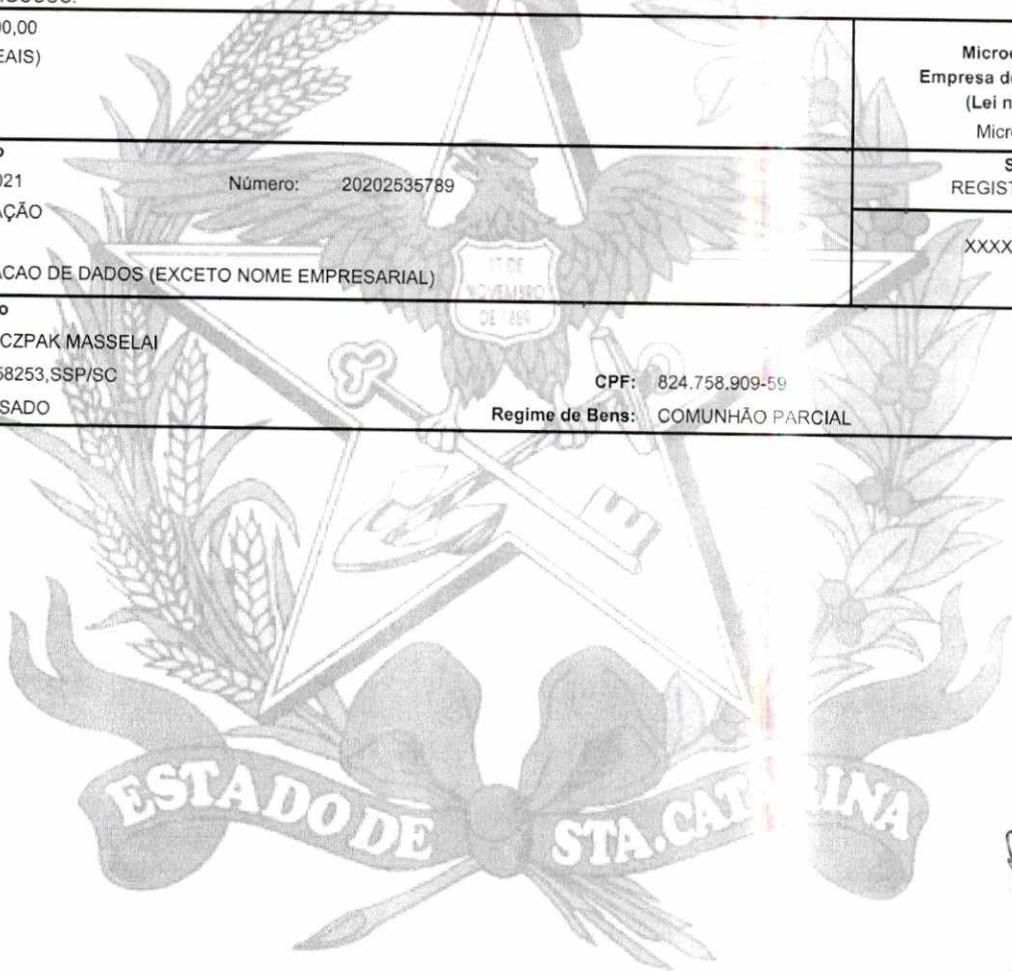 00,00
EAIS)
Micro
Empresa d
(Lei n
Micr
021
Número: 20202535789
AÇÃO
ACAO DE DADOS (EXCETO NOME EMPRESARIAL)
S
REGIST
XXXX
o
CZPAK MASSELAI
58253,SSP/SC
CPF: 824.758.909-59
SADO
Regime de Bens: COMUNHÃO PARCIAL
17 DE
NOVEMBRO
DE 1889
ESTADO DE STA.CATARINA